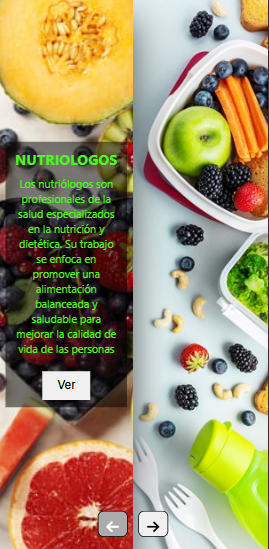 NUTRIOLOGOS
Los nutriólogos son
profesionales de la
salud especializados
en la nutrición y
dietética. Su trabajo
se enfoca en
promover una
alimentación
balanceada y
saludable para
mejorar la calidad de
vida de las personas
Ver